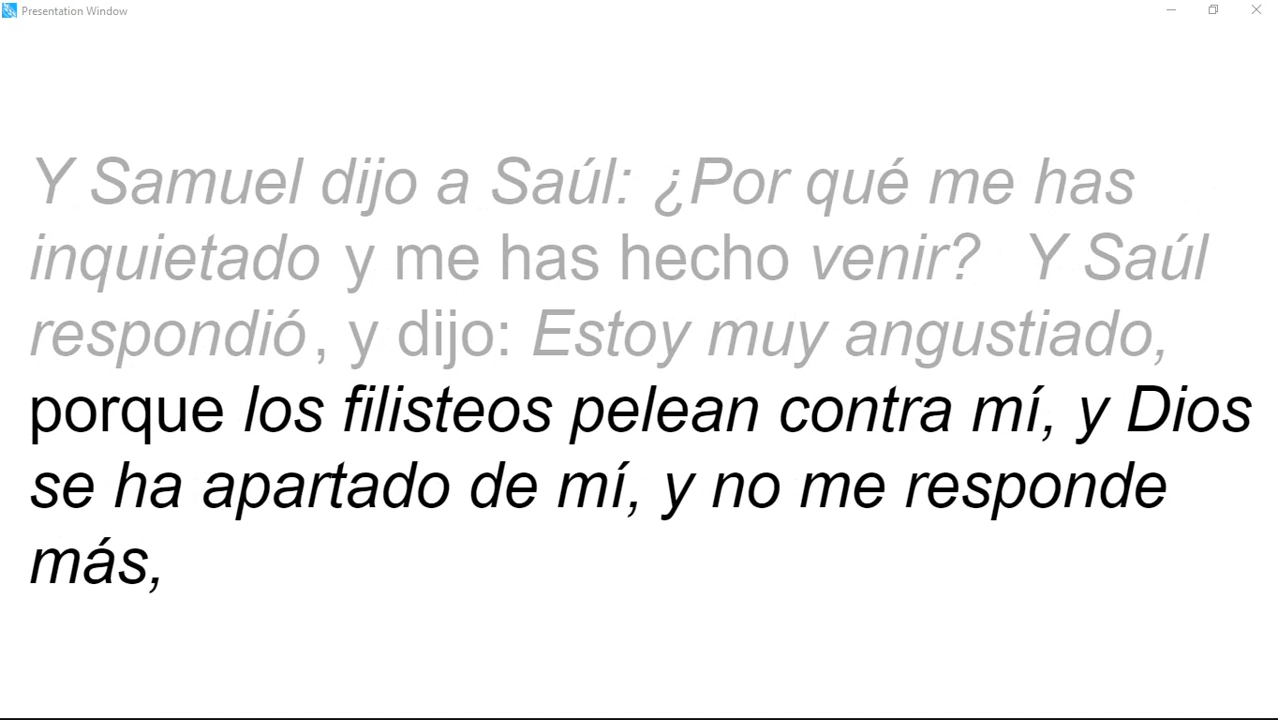 Presentation Window
Y Samuel dijo a Saúl: ¿Por qué me has
inquietado y me has hecho venir? Y Saúl
respondió, y dijo: Estoy muy angustiado,
porque los filisteos pelean contra mí, y Dios
se ha apartado de mí, y no me responde
más,